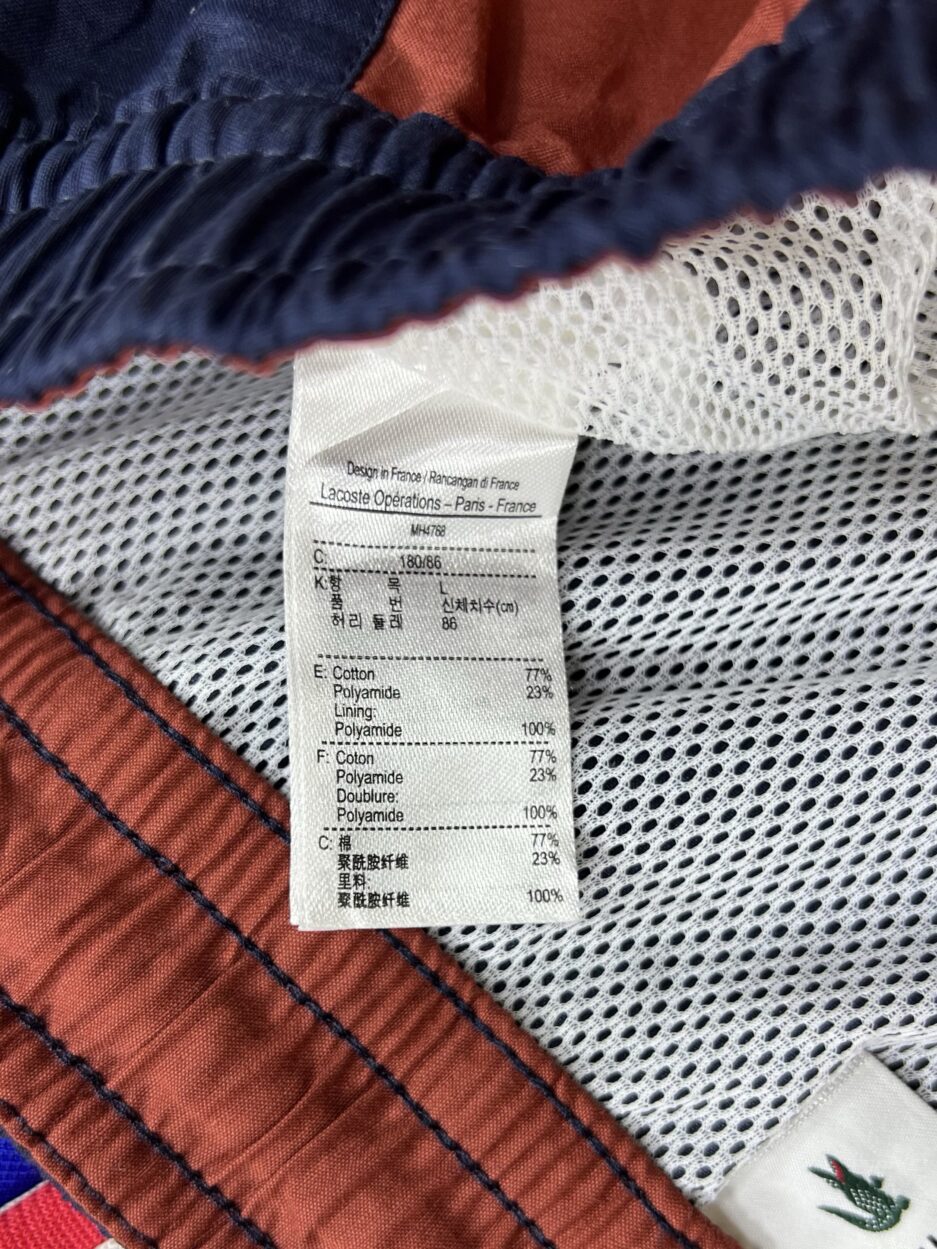 Design in France / Rancangan di France
Lacoste Opérations – Paris - France
MH4768
C: 180/86
K: 항 목 L
품 번 신체치수(㎝)
허리 둘레 86
E: Cotton 77%
Polyamide 23%
Lining:
Polyamide 100%
F: Coton 77%
Polyamide 23%
Doublure:
Polyamide 100%
C: 棉 77%
聚酰胺纤维 23%
里料:
聚酰胺纤维 100%